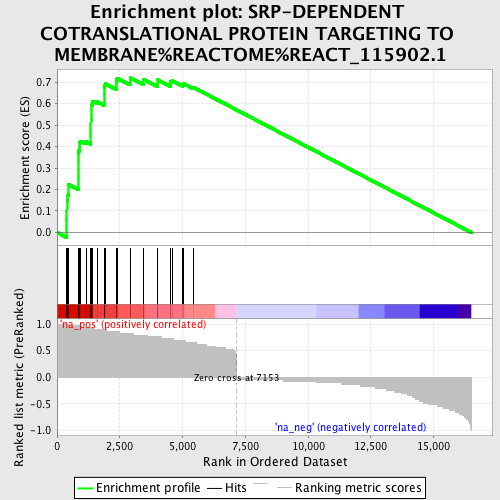 Enrichment plot: SRP-DEPENDENT
COTRANSLATIONAL PROTEIN TARGETING TO
MEMBRANE%REACTOME%REACT_115902.1
Enrichment score (ES)
0.7
0.6
0.5
0.4
0.3
0.2
0.1
0.0
Ranked list metric (PreRanked)
1.0
0.5
0.0
-0.5
-1.0
'na_pos' (positively correlated)
Zero cross at 7153
'na_neg' (negatively correlated)
0
2,500
5,000
7,500
10,000
12,500
15,000
Rank in Ordered Dataset
Enrichment profile
Hits
Ranking metric scores